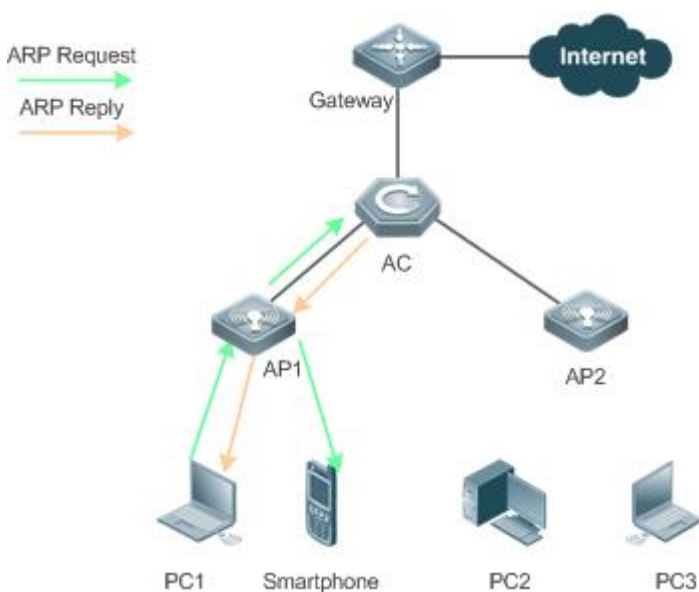 ARP Request
ARP Reply
Internet
Gateway
AC
AP1
AP2
PC1
Smartphone
PC2
PC3